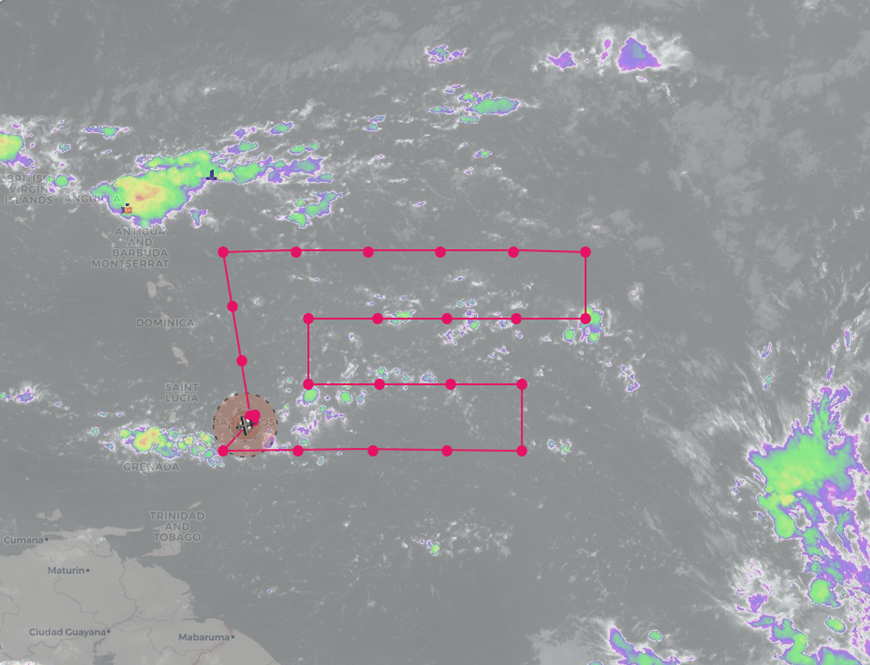 BRITISH
VIRGIN
ISLANDS
ANGUILLA
ANTIGUA
AND
BARBUDA
MONTSERRAT
DOMINICA
SAINT
LUCIA
BARBADOS
GRENADA
TRINIDAD
AND
TOBAGO
Cumana
Maturin
Ciudad Guayana
Mabaruma